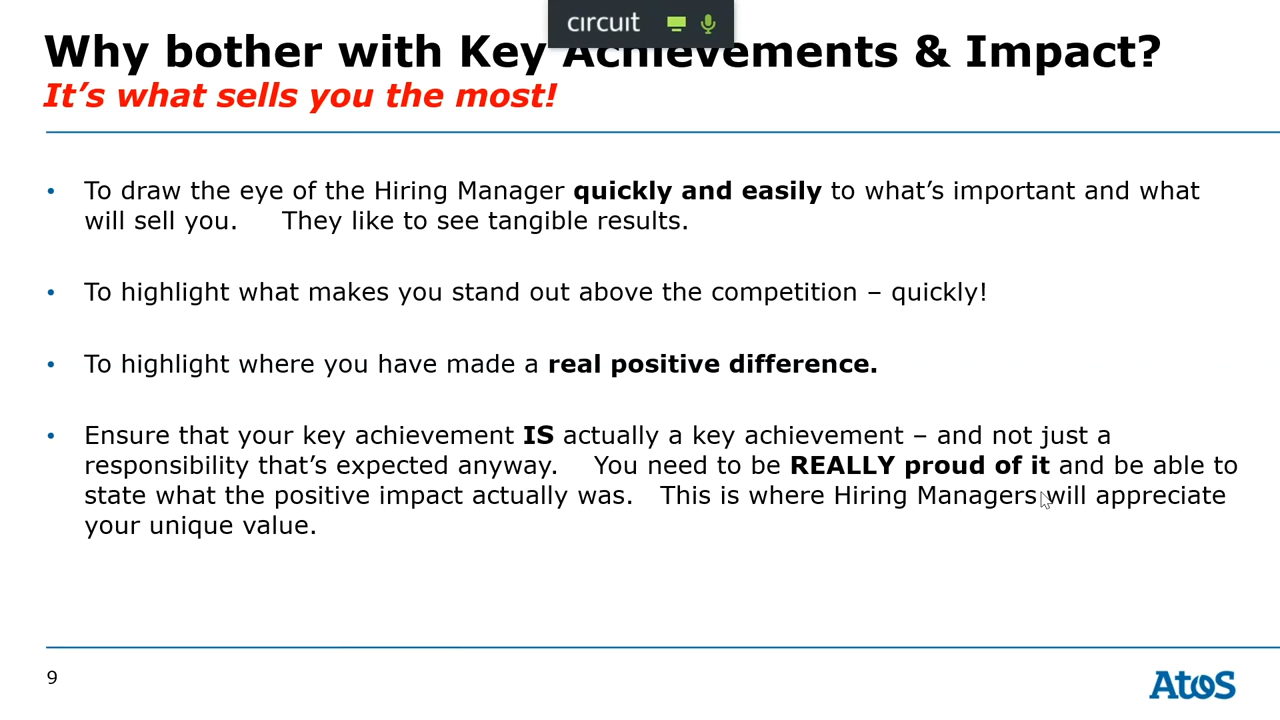 circuit
Why bother with Key Achievements & Impact?
It’s what sells you the most!
• To draw the eye of the Hiring Manager quickly and easily to what’s important and what
will sell you. They like to see tangible results.
• To highlight what makes you stand out above the competition – quickly!
• To highlight where you have made a real positive difference.
• Ensure that your key achievement IS actually a key achievement – and not just a
responsibility that’s expected anyway. You need to be REALLY proud of it and be able to
state what the positive impact actually was. This is where Hiring Managers will appreciate
your unique value.
9
Atos